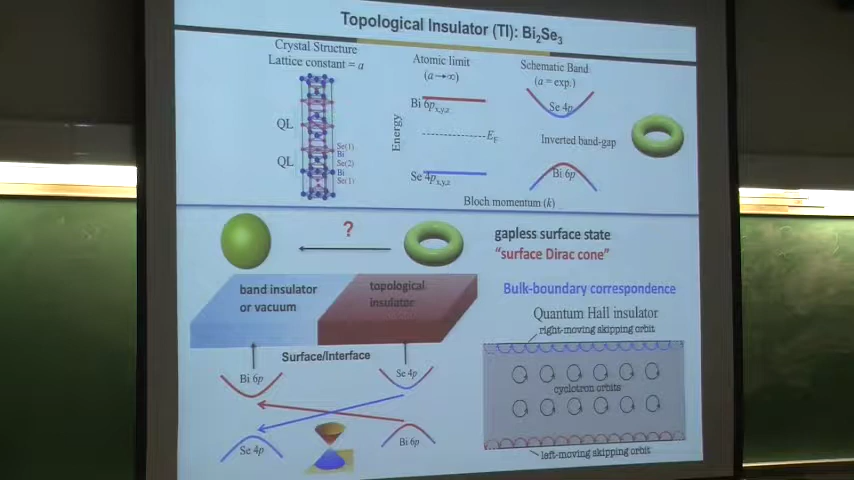 Topological Insulator (TI): Bi2Se3
Crystal Structure
Lattice constant = a
QL
QL
Se(1)
Bi
Se(2)
Bi
Se(1)
Atomic limit
(a→∞)
Energy
Bi 6px,y,z
EF
Se 4px,y,z
Schematic Band
(a = exp.)
Se 4p
Inverted band-gap
Bi 6p
Bloch momentum (k)
?
gapless surface state
"surface Dirac cone"
band insulator
or vacuum
topological
insulator
Bulk-boundary correspondence
Surface/Interface
Bi 6p
Se 4p
Se 4p
Bi 6p
Quantum Hall insulator
right-moving skipping orbit
cyclotron orbits
left-moving skipping orbit